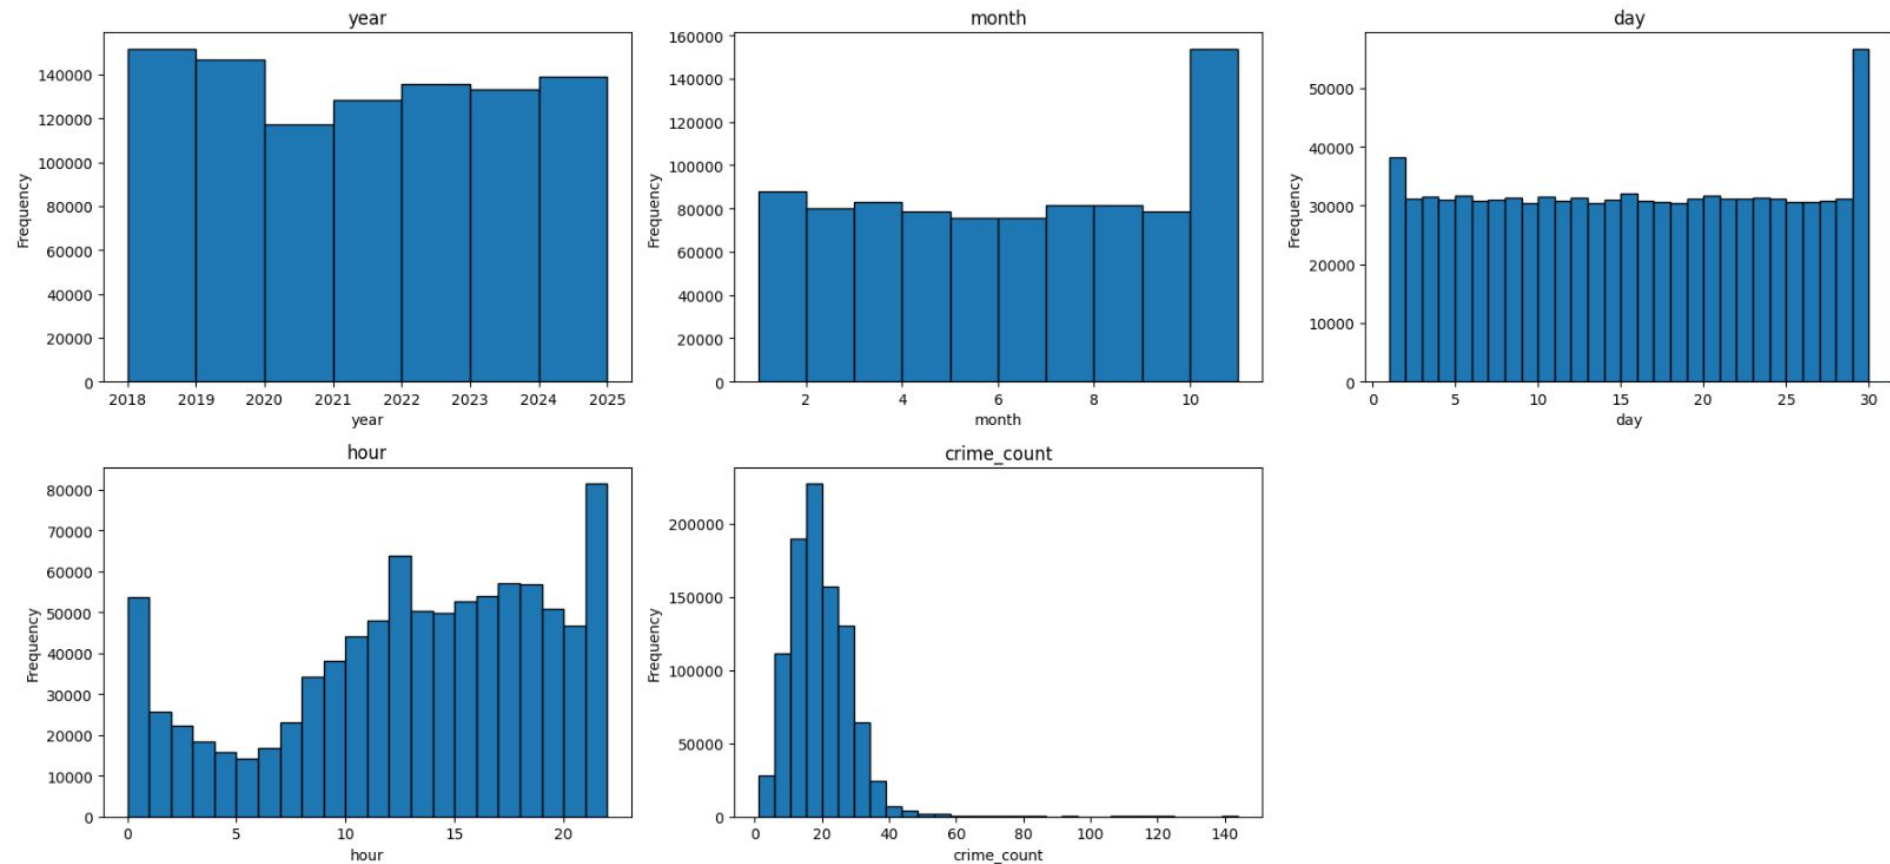 year
Frequency
0
20000
40000
60000
80000
100000
120000
140000
2018 2019 2020 2021 2022 2023 2024 2025
year
month
Frequency
0
20000
40000
60000
80000
100000
120000
140000
160000
2 4 6 8 10
month
day
Frequency
0
10000
20000
30000
40000
50000
0 5 10 15 20 25 30
day
hour
Frequency
0
10000
20000
30000
40000
50000
60000
70000
80000
0 5 10 15 20
hour
crime_count
Frequency
0
50000
100000
150000
200000
0 20 40 60 80 100 120 140
crime_count